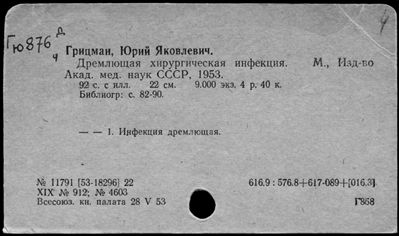 Д
Гю876
ч
Грицман, Юрий Яковлевич.
Дремлющая хирургическая инфекция. М., Изд-во
Акад. мед. наук СССР, 1953.
92 с. с илл. 22 см. 9.000 экз. 4 р. 40 к.
Библиогр: с. 82-90.
— — 1. Инфекция дремлющая.
№ 11791 [53-18296] 22 616.9 : 576.8+617-089+[016.3]
XIX № 912; № 4603
Всесоюз. кн. палата 28 V 53 Г868